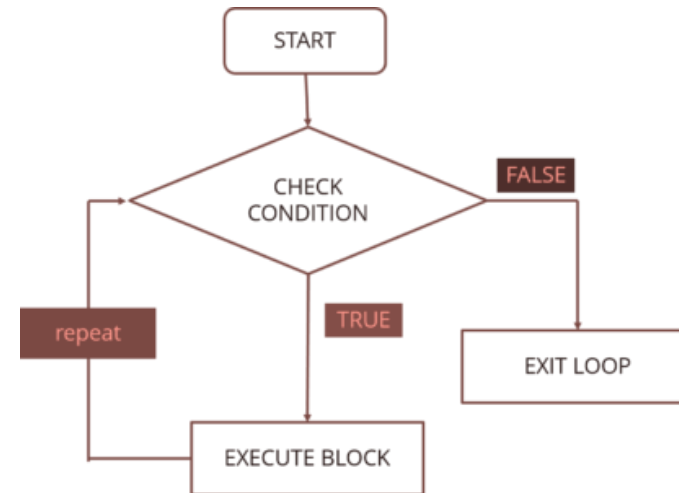 START
CHECK
CONDITION
FALSE
TRUE
repeat
EXIT LOOP
EXECUTE BLOCK